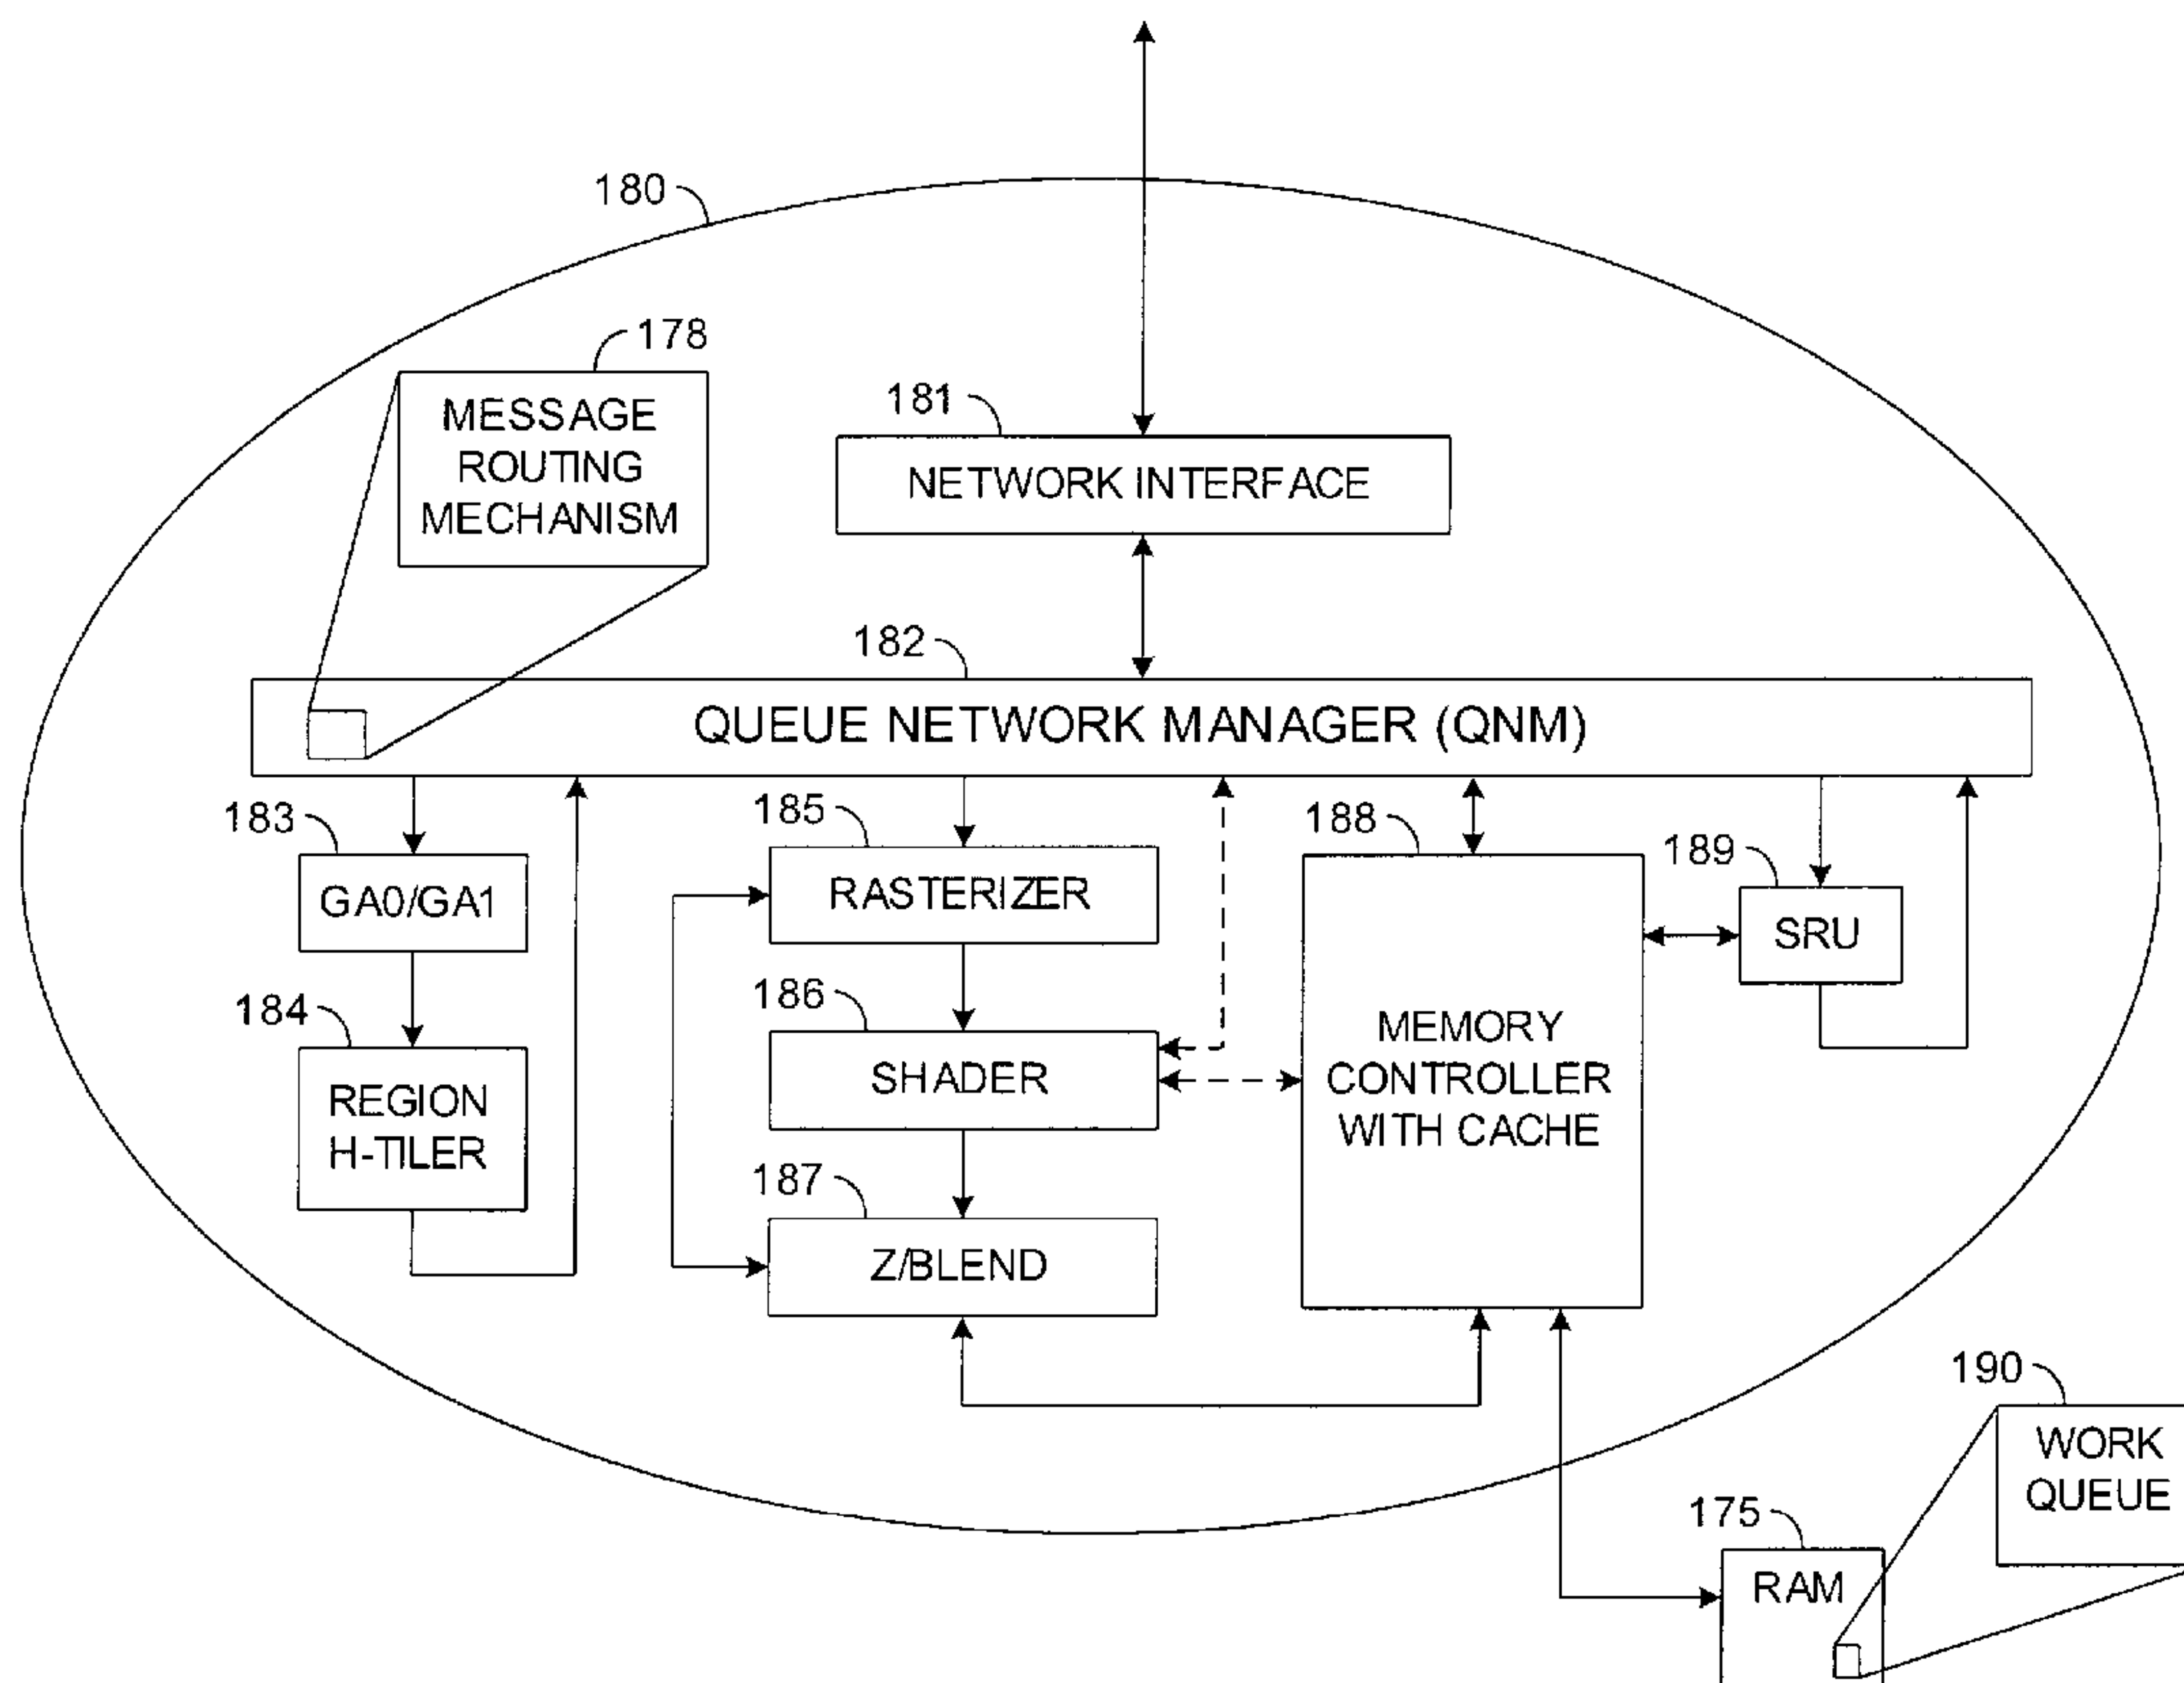 180
178
MESSAGE
ROUTING
MECHANISM
181
NETWORK INTERFACE
182
QUEUE NETWORK MANAGER (QNM)
183
GA0/GA1
184
REGION
H-TILER
185
RASTERIZER
186
SHADER
187
Z/BLEND
188
MEMORY
CONTROLLER
WITH CACHE
189
SRU
190
WORK
QUEUE
175
RAM